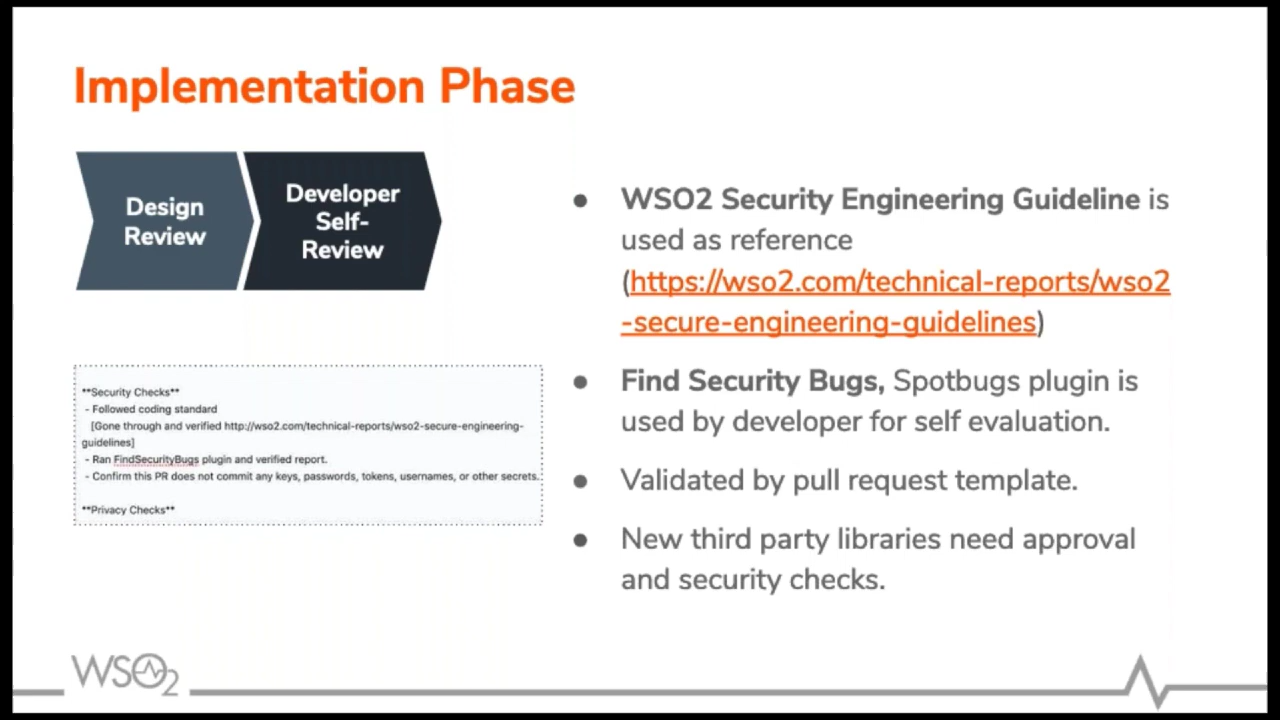 Implementation Phase
Design
Review
Developer
Self-
Review
**Security Checks**
- Followed coding standard
[Gone through and verified http://wso2.com/technical-reports/wso2-secure-engineering-
guidelines]
- Ran FindSecurityBugs plugin and verified report.
- Confirm this PR does not commit any keys, passwords, tokens, usernames, or other secrets.
**Privacy Checks**
● WSO2 Security Engineering Guideline is
used as reference
(https://wso2.com/technical-reports/wso2
-secure-engineering-guidelines)
● Find Security Bugs, Spotbugs plugin is
used by developer for self evaluation.
● Validated by pull request template.
● New third party libraries need approval
and security checks.
WSO2